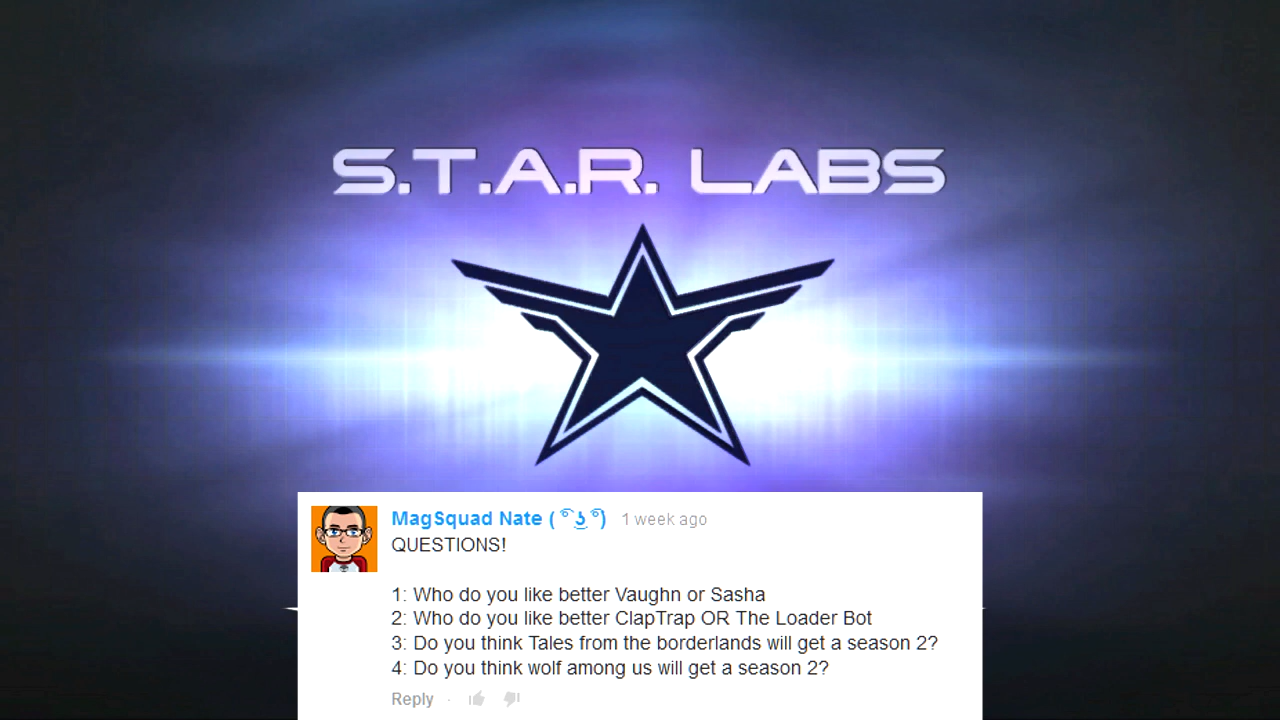 S.T.A.R. LABS
MagSquad Nate ( ͡° ͜ʖ ͡°) 1 week ago
QUESTIONS!
1: Who do you like better Vaughn or Sasha
2: Who do you like better ClapTrap OR The Loader Bot
3: Do you think Tales from the borderlands will get a season 2?
4: Do you think wolf among us will get a season 2?
Reply ·